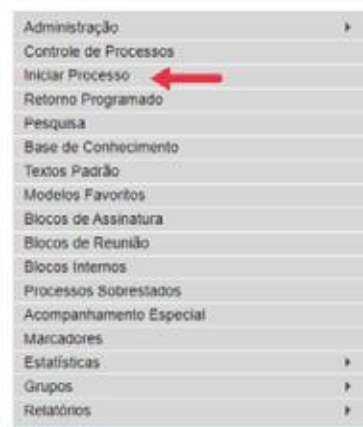 Administração
Controle de Processos
Iniciar Processo
Retorno Programado
Pesquisa
Base de Conhecimento
Textos Padrão
Modelos Favoritos
Blocos de Assinatura
Blocos de Reunião
Blocos Internos
Processos Sobrestados
Acompanhamento Especial
Marcadores
Estatísticas
Grupos
Relatórios